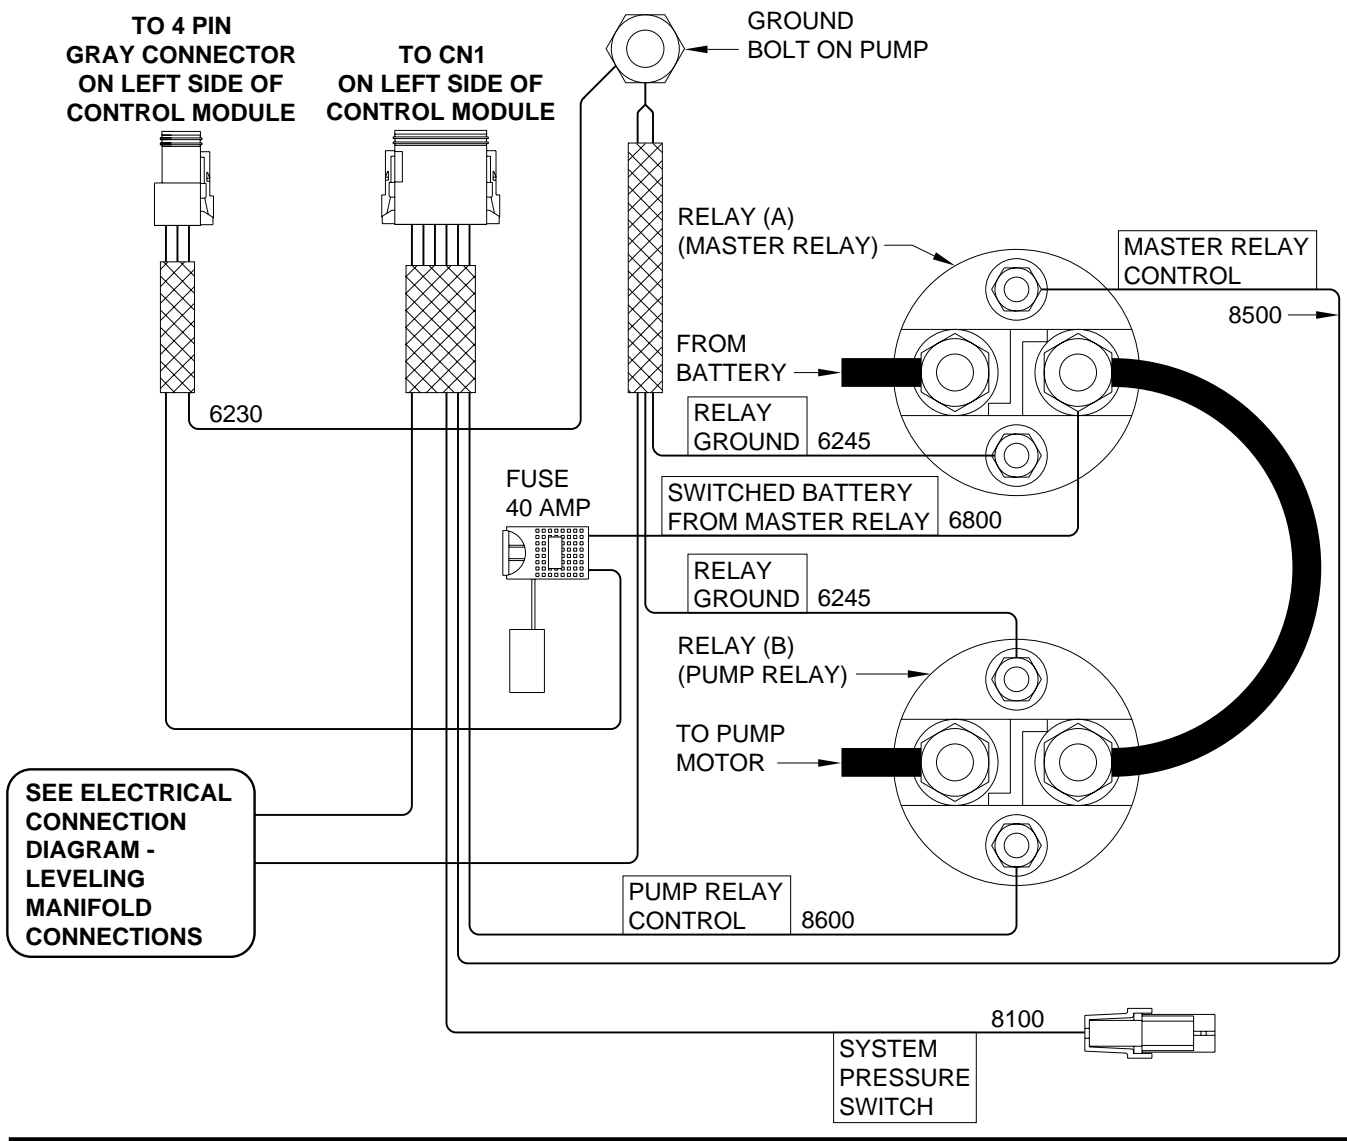 TO 4 PIN
GRAY CONNECTOR
ON LEFT SIDE OF
CONTROL MODULE
TO CN1
ON LEFT SIDE OF
CONTROL MODULE
GROUND
BOLT ON PUMP
RELAY (A)
(MASTER RELAY)
MASTER RELAY
CONTROL
8500
FROM
BATTERY
6230
RELAY
GROUND
6245
FUSE
40 AMP
SWITCHED BATTERY
FROM MASTER RELAY
6800
RELAY
GROUND
6245
RELAY (B)
(PUMP RELAY)
TO PUMP
MOTOR
SEE ELECTRICAL
CONNECTION
DIAGRAM -
LEVELING
MANIFOLD
CONNECTIONS
PUMP RELAY
CONTROL
8600
8100
SYSTEM
PRESSURE
SWITCH